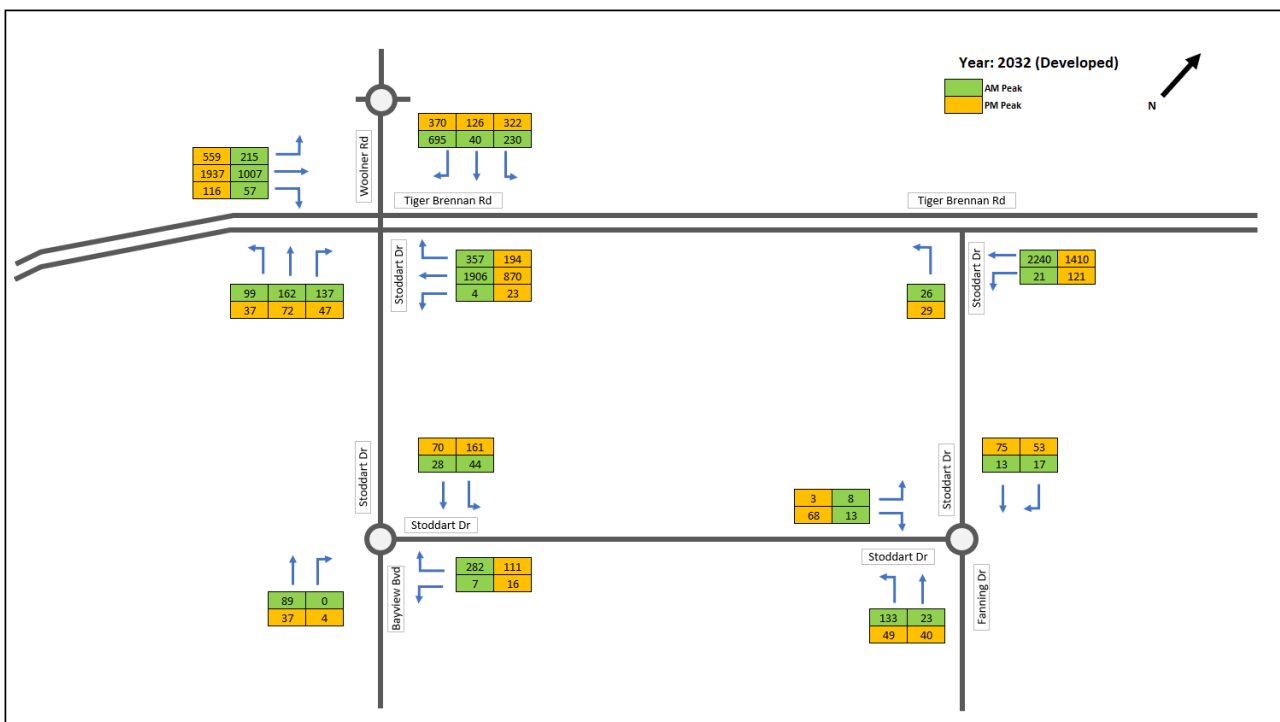 Year: 2032 (Developed)
AM Peak
PM Peak
N
370 126 322
695 40 230
Woolner Rd
559 215
1937 1007
116 57
Tiger Brennan Rd
Tiger Brennan Rd
Stoddart Dr
357 194
1906 870
4 23
99 162 137
37 72 47
26
29
Stoddart Dr
2240 1410
21 121
70 161
28 44
Stoddart Dr
75 53
13 17
Stoddart Dr
3 8
68 13
Stoddart Dr
Stoddart Dr
282 111
7 16
Bayview Bvd
89 0
37 4
133 23
49 40
Fanning Dr